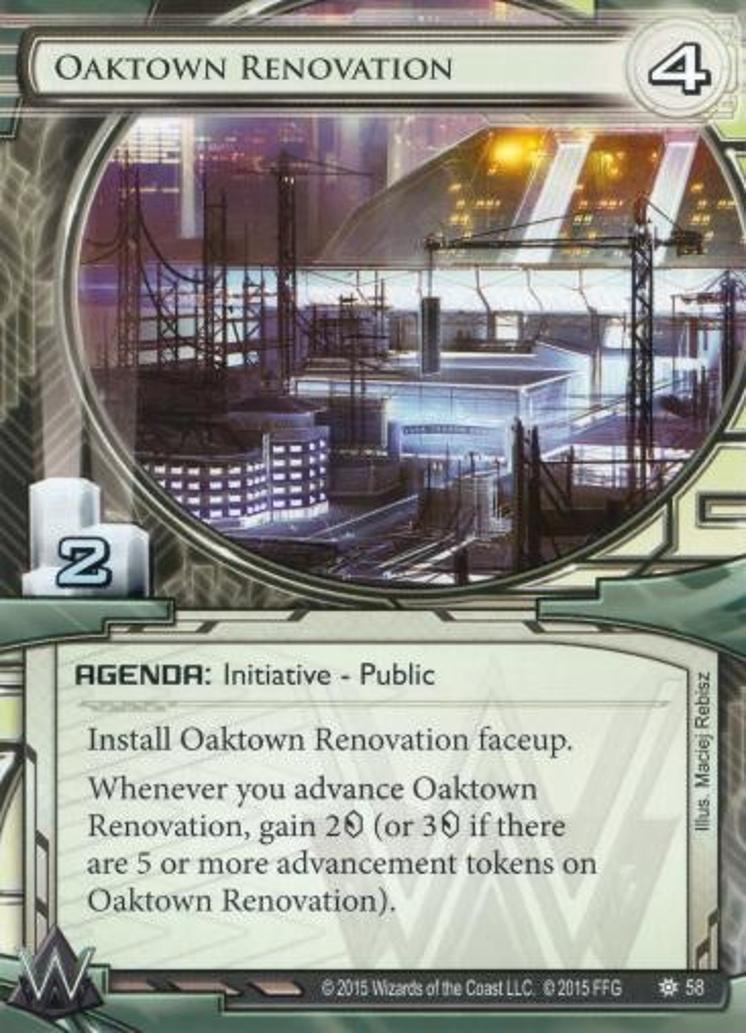 OAKTOWN RENOVATION
4
2
AGENDA: Initiative - Public
Install Oaktown Renovation faceup.
Whenever you advance Oaktown
Renovation, gain 2 (or 3 if there
are 5 or more advancement tokens on
Oaktown Renovation).
Illus. Maciej Rebisz
W
© 2015 Wizards of the Coast LLC. © 2015 FFG
58